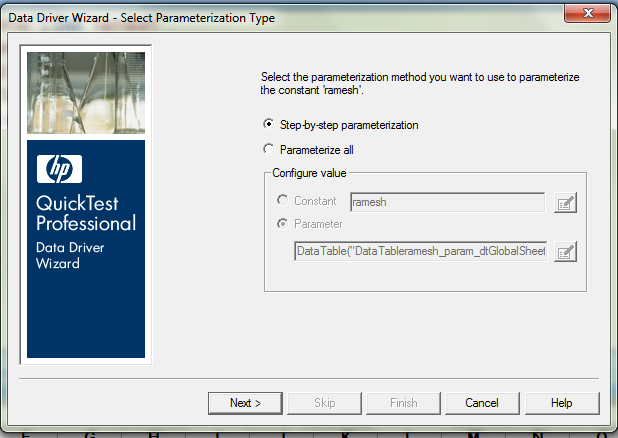 Data Driver Wizard - Select Parameterization Type
Select the parameterization method you want to use to parameterize
the constant 'ramesh'.
Step-by-step parameterization
Parameterize all
Configure value
Constant
ramesh
Parameter
DataTable("DataTableramesh_param_dtGlobalSheet
hp
QuickTest
Professional
Data Driver
Wizard
Next >
Skip
Finish
Cancel
Help